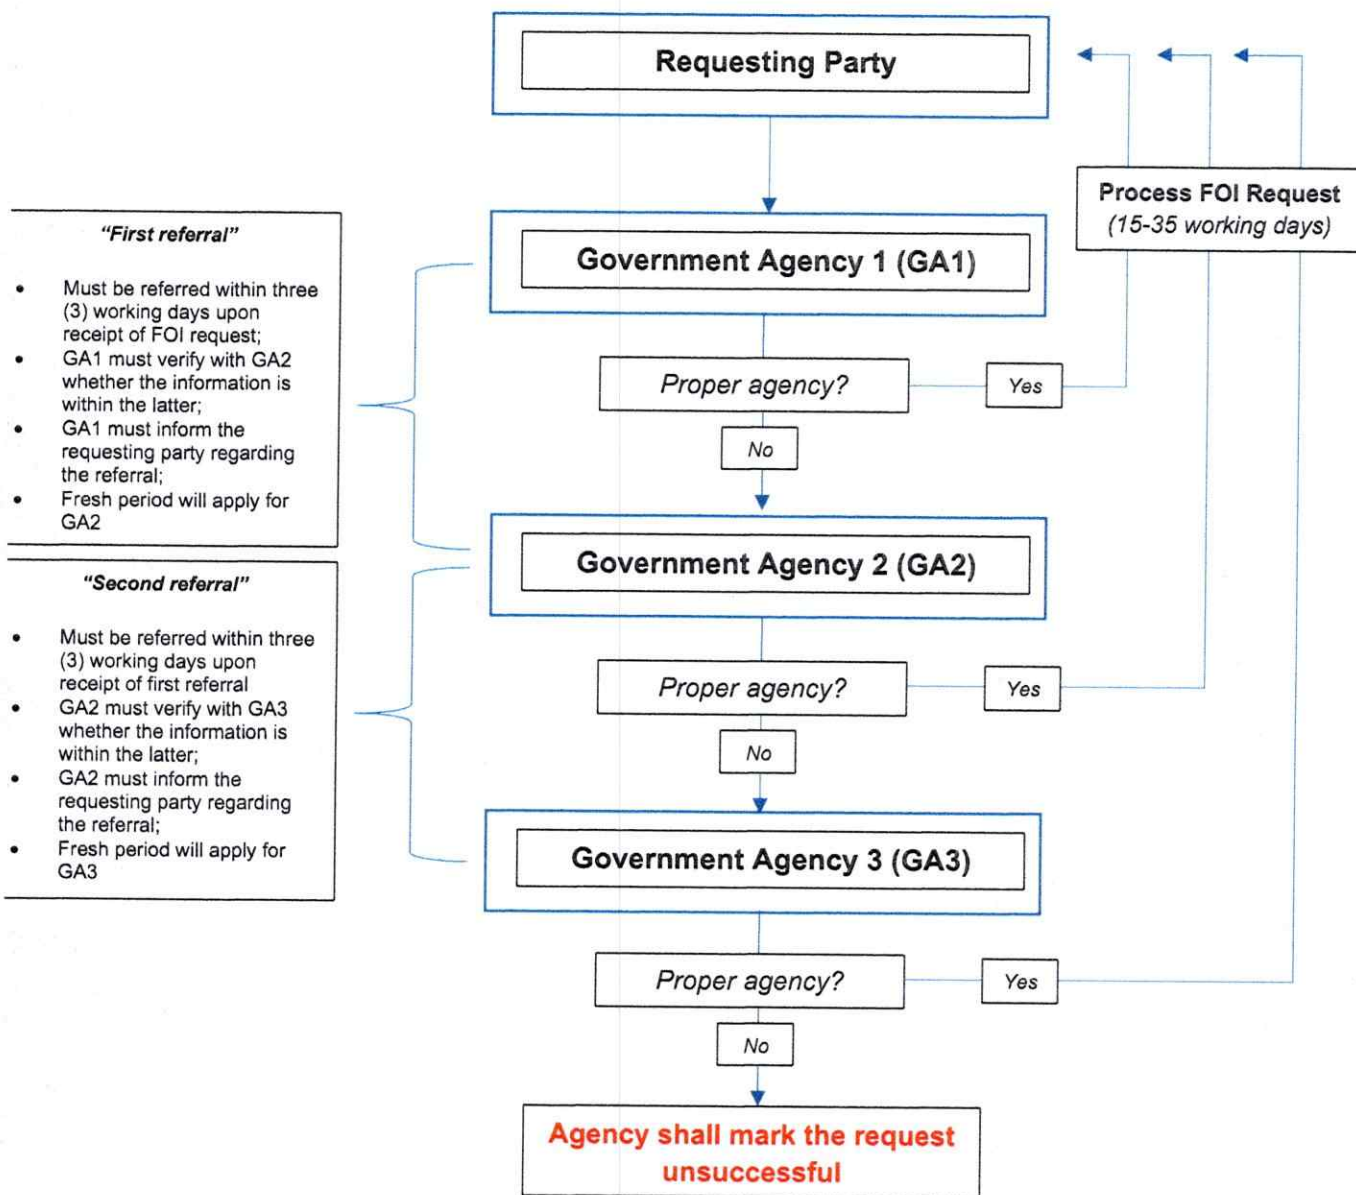 Requesting Party
Process FOI Request
(15-35 working days)
"First referral"
• Must be referred within three
(3) working days upon
receipt of FOI request;
• GA1 must verify with GA2
whether the information is
within the latter;
• GA1 must inform the
requesting party regarding
the referral;
• Fresh period will apply for
GA2
Government Agency 1 (GA1)
Proper agency?
Yes
No
Government Agency 2 (GA2)
"Second referral"
• Must be referred within three
(3) working days upon
receipt of first referral
• GA2 must verify with GA3
whether the information is
within the latter;
• GA2 must inform the
requesting party regarding
the referral;
• Fresh period will apply for
GA3
Proper agency?
Yes
No
Government Agency 3 (GA3)
Proper agency?
Yes
No
Agency shall mark the request
unsuccessful